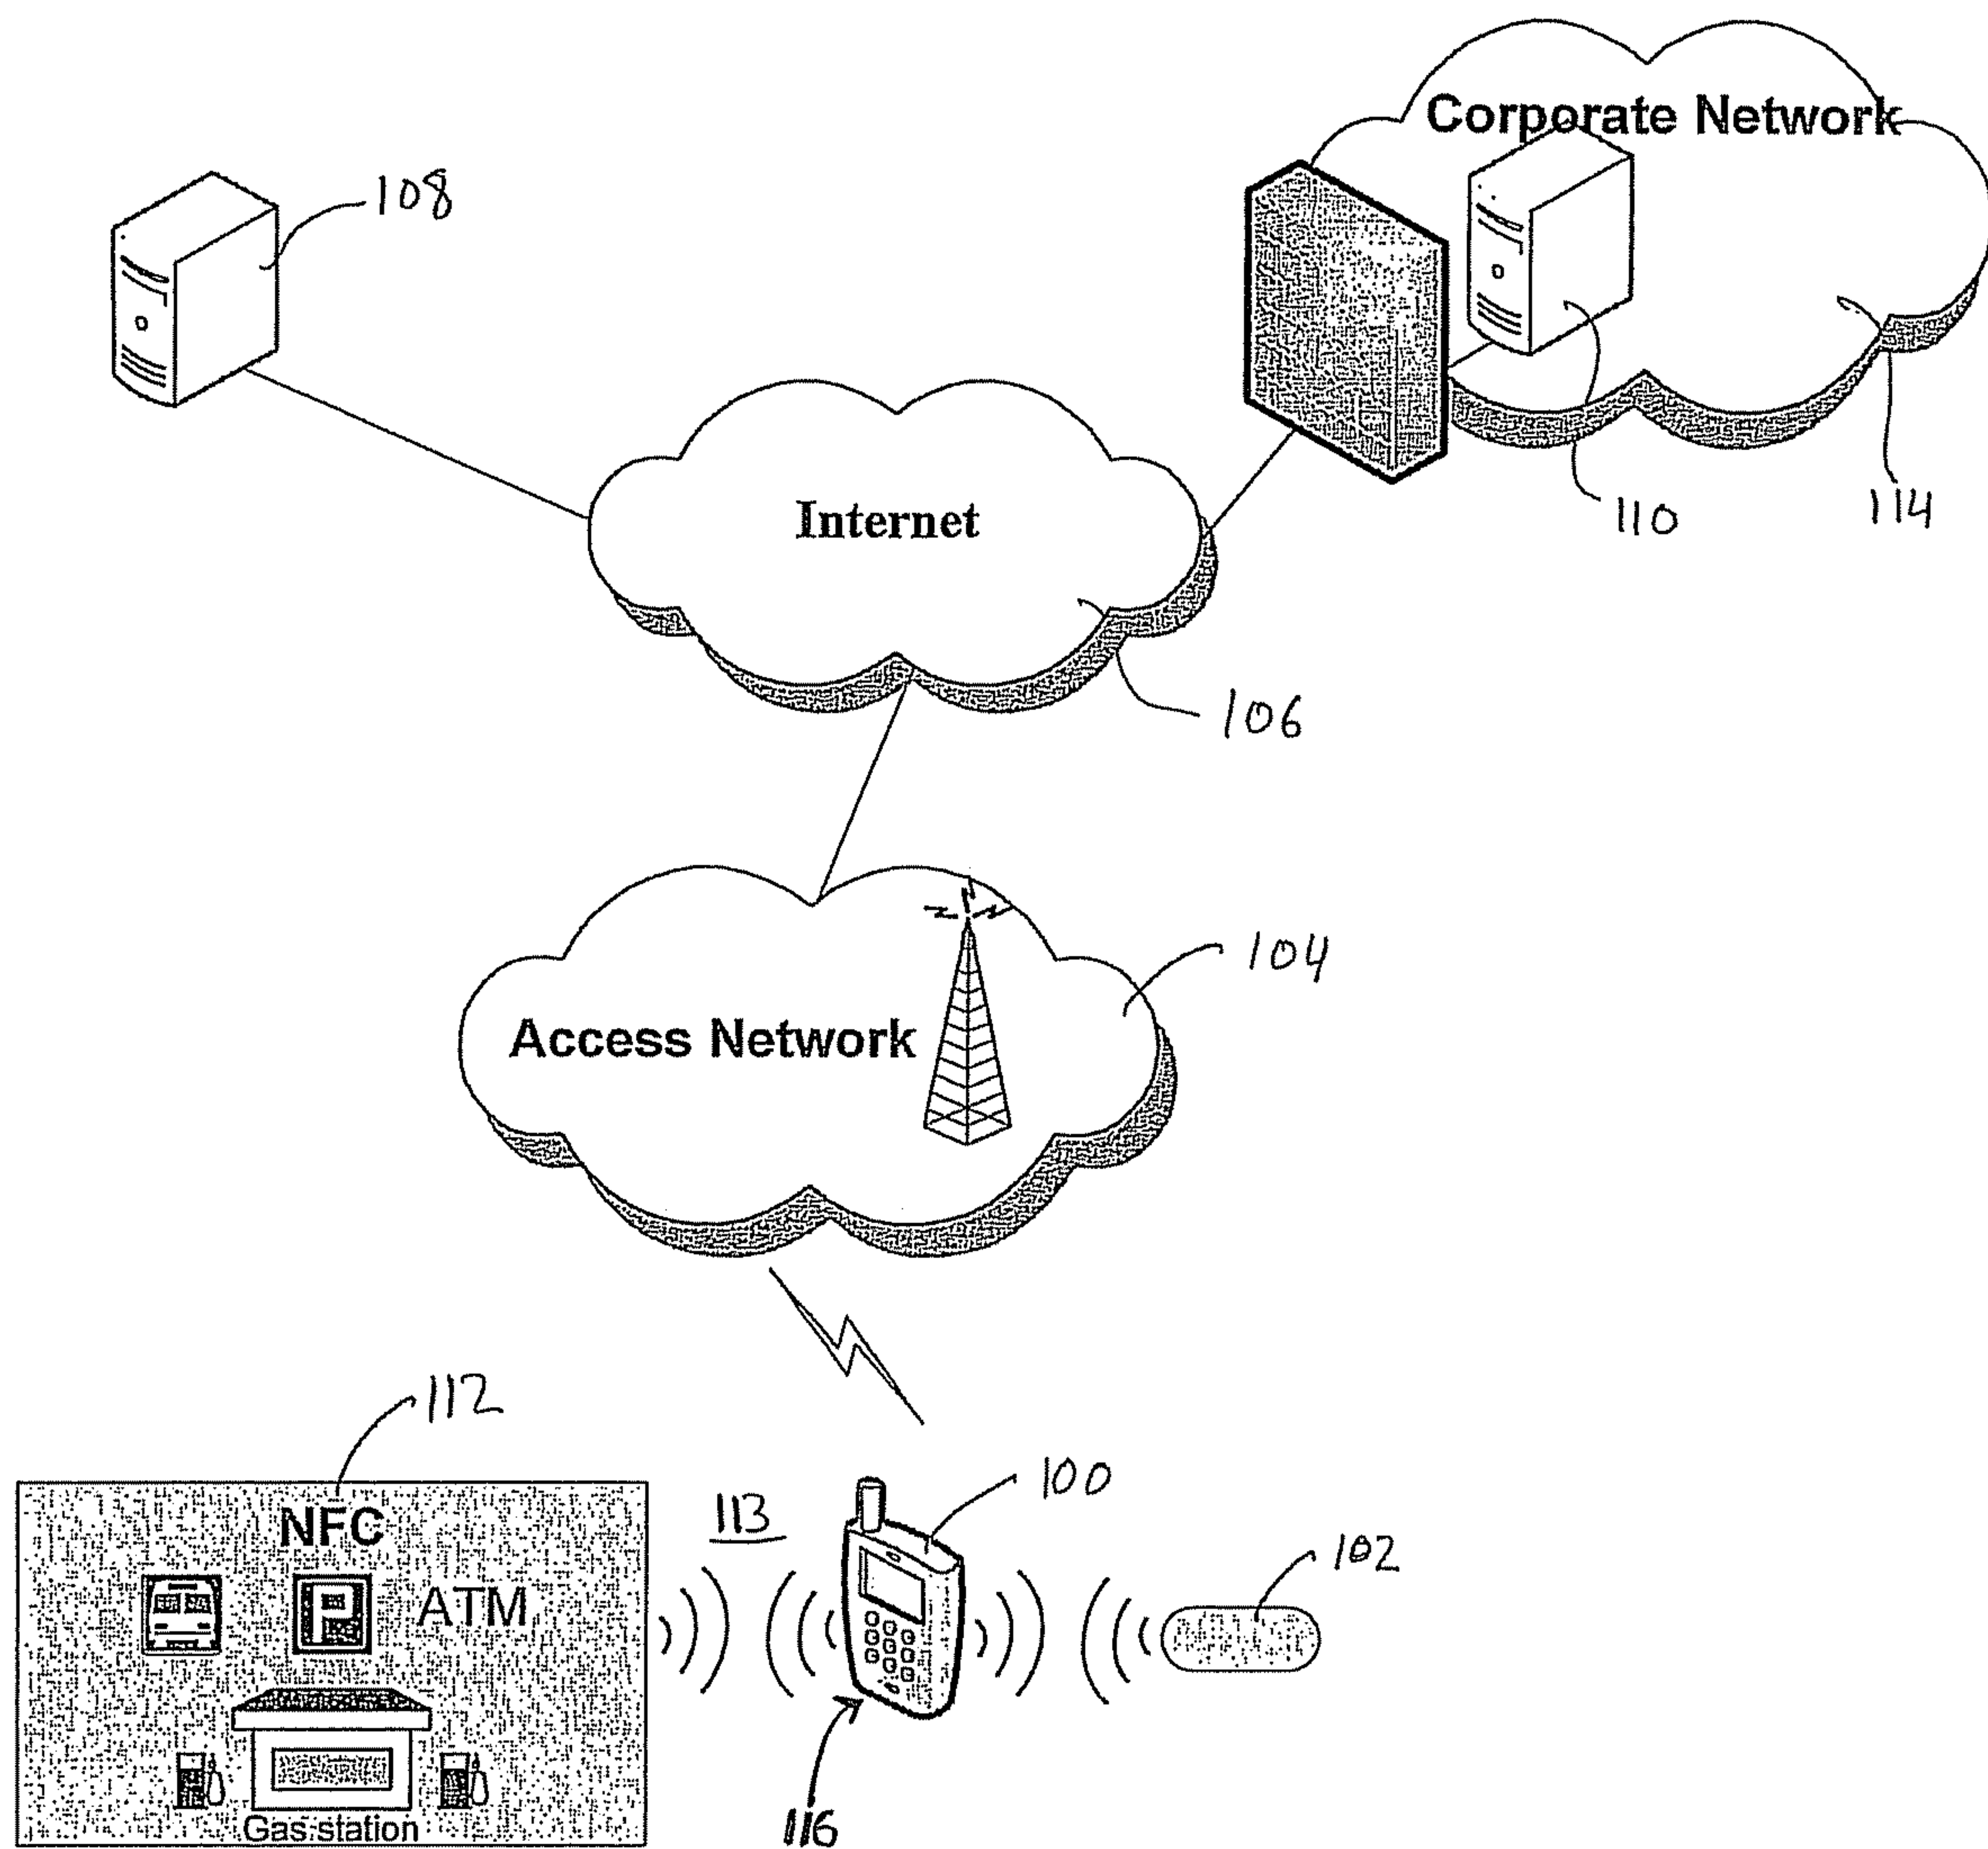 Corporate Network
108
110
114
Internet
106
104
Access Network
112
NFC
P
ATM
Gas station
113
100
102
116